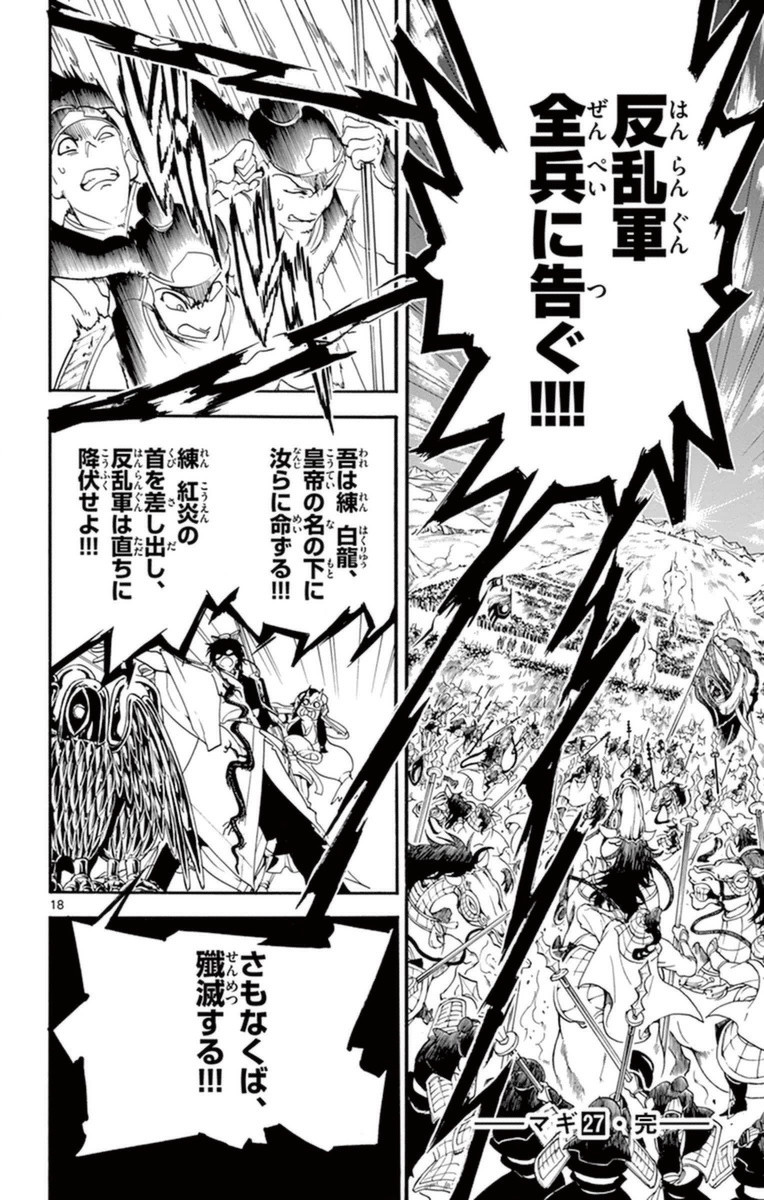 反乱軍
全兵に告ぐ!!!!
吾は練 白龍、
皇帝の名の下に
汝らに命ずる!!!
練 紅炎の
首を差し出し、
反乱軍は直ちに
降伏せよ!!!
さもなくば、
殲滅する!!!
18
マギ27・完